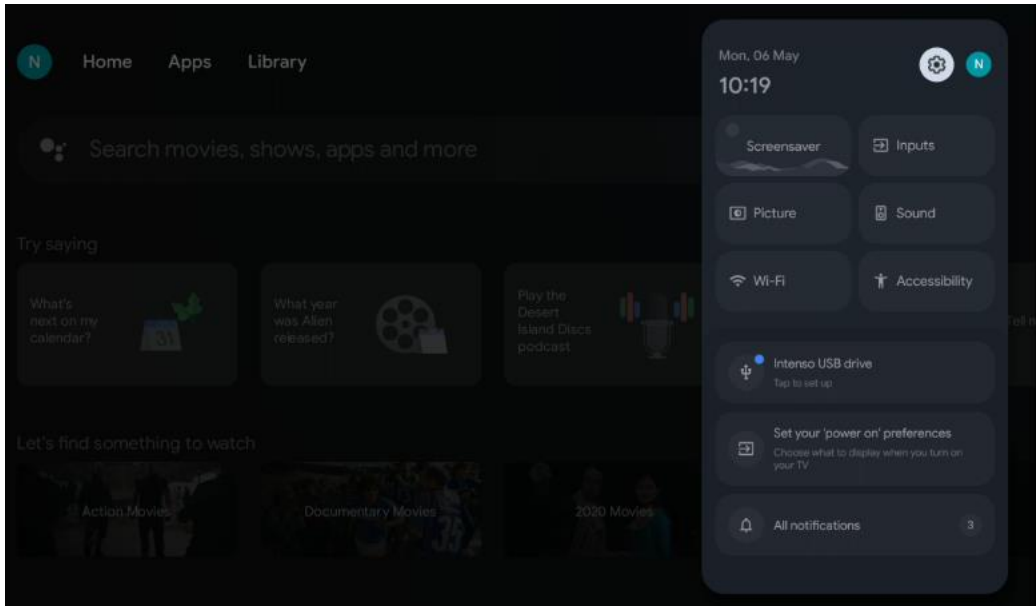 N
Home
Apps
Library
Search movies, shows, apps and more
Try saying
What's
next on my
calendar?
31
What year
was Alien
released?
Play the
Desert
Island Discs
podcast
Tell
Let's find something to watch
Action Movies
Documentary Movies
35
2020 Movies
Mon, 06 May
10:19
N
Screensaver
Inputs
Picture
Sound
Wi-Fi
Accessibility
Intenso USB drive
Tap to set up
Set your 'power on' preferences
Choose what to display when you turn on
your TV
All notifications
3